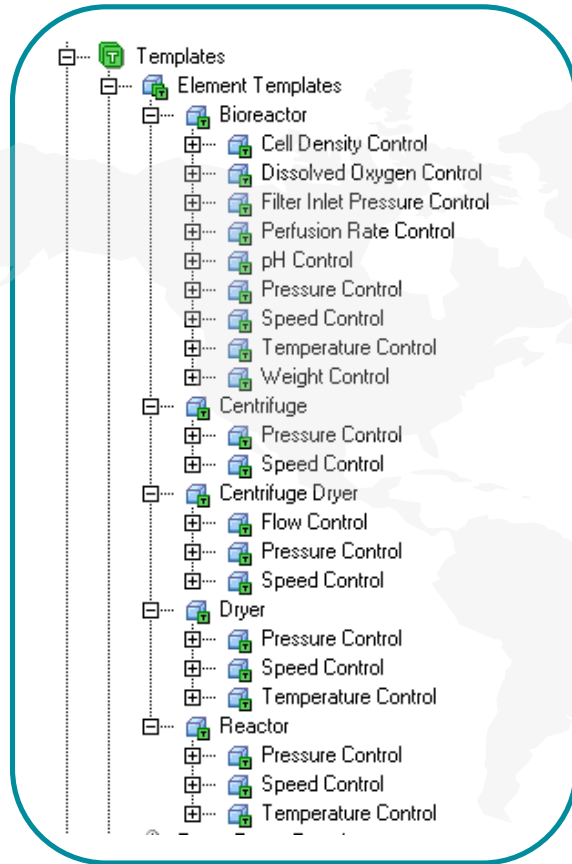 Templates
Element Templates
Bioreactor
Cell Density Control
Dissolved Oxygen Control
Filter Inlet Pressure Control
Perfusion Rate Control
pH Control
Pressure Control
Speed Control
Temperature Control
Weight Control
Centrifuge
Pressure Control
Speed Control
Centrifuge Dryer
Flow Control
Pressure Control
Speed Control
Dryer
Pressure Control
Speed Control
Temperature Control
Reactor
Pressure Control
Speed Control
Temperature Control